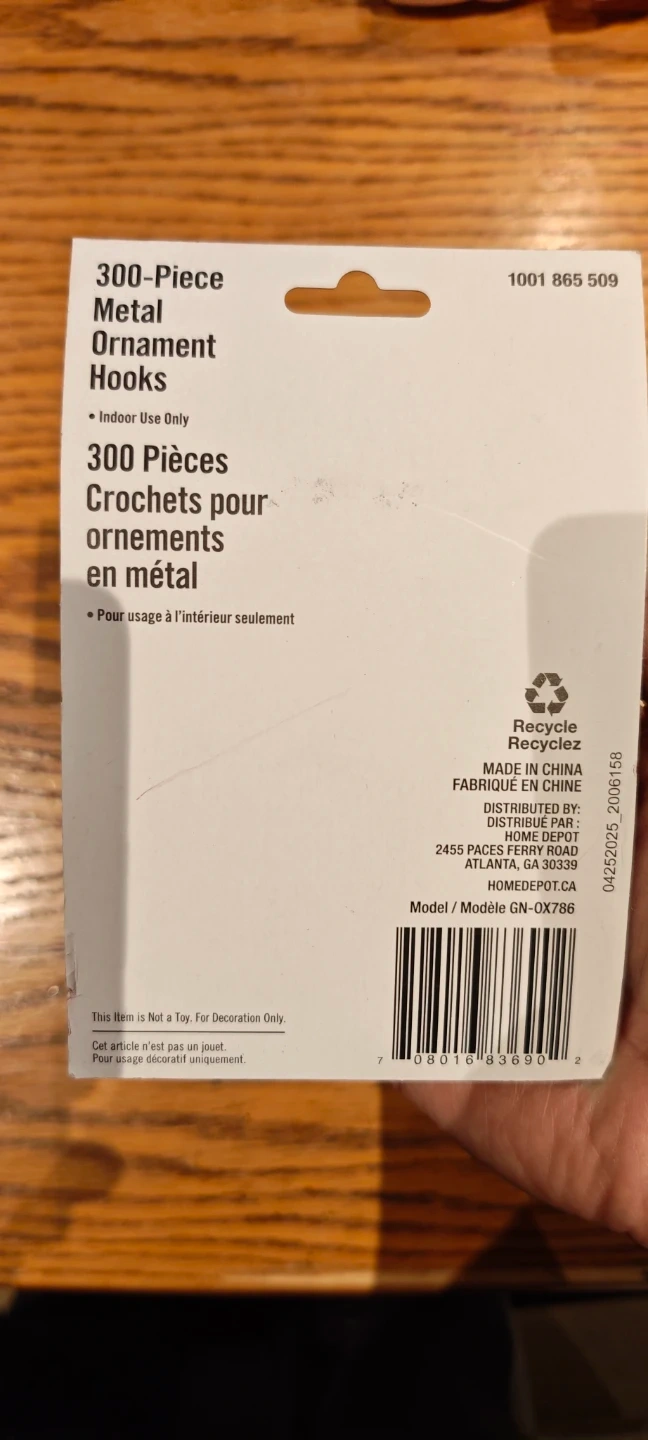 300-Piece
Metal
Ornament
Hooks
• Indoor Use Only
1001 865 509
300 Pièces
Crochets pour
ornements
en métal
• Pour usage à l'intérieur seulement
Recycle
Recyclez
MADE IN CHINA
FABRIQUÉ EN CHINE
DISTRIBUTED BY:
DISTRIBUÉ PAR :
HOME DEPOT
2455 PACES FERRY ROAD
ATLANTA, GA 30339
HOMEDEPOT.CA
Model / Modèle GN-OX786
04252025_2006158
This Item is Not a Toy. For Decoration Only.
Cet article n'est pas un jouet.
Pour usage décoratif uniquement.
7 08016 83690 2